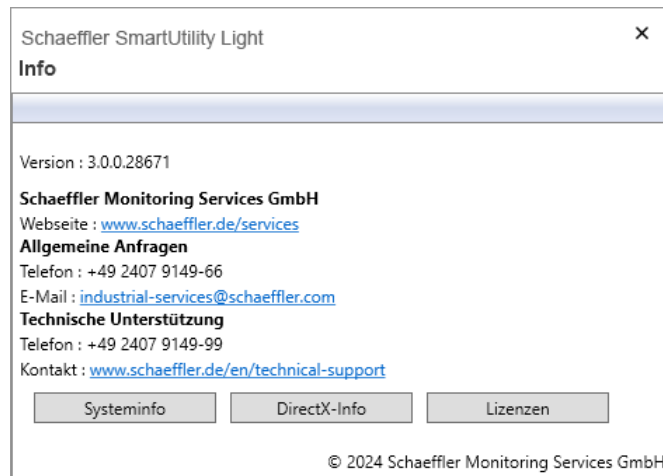 Schaeffler SmartUtility Light
Info
Version : 3.0.0.28671
Schaeffler Monitoring Services GmbH
Webseite : www.schaeffler.de/services
Allgemeine Anfragen
Telefon : +49 2407 9149-66
E-Mail : industrial-services@schaeffler.com
Technische Unterstützung
Telefon : +49 2407 9149-99
Kontakt : www.schaeffler.de/en/technical-support
Systeminfo DirectX-Info Lizenzen
© 2024 Schaeffler Monitoring Services GmbH